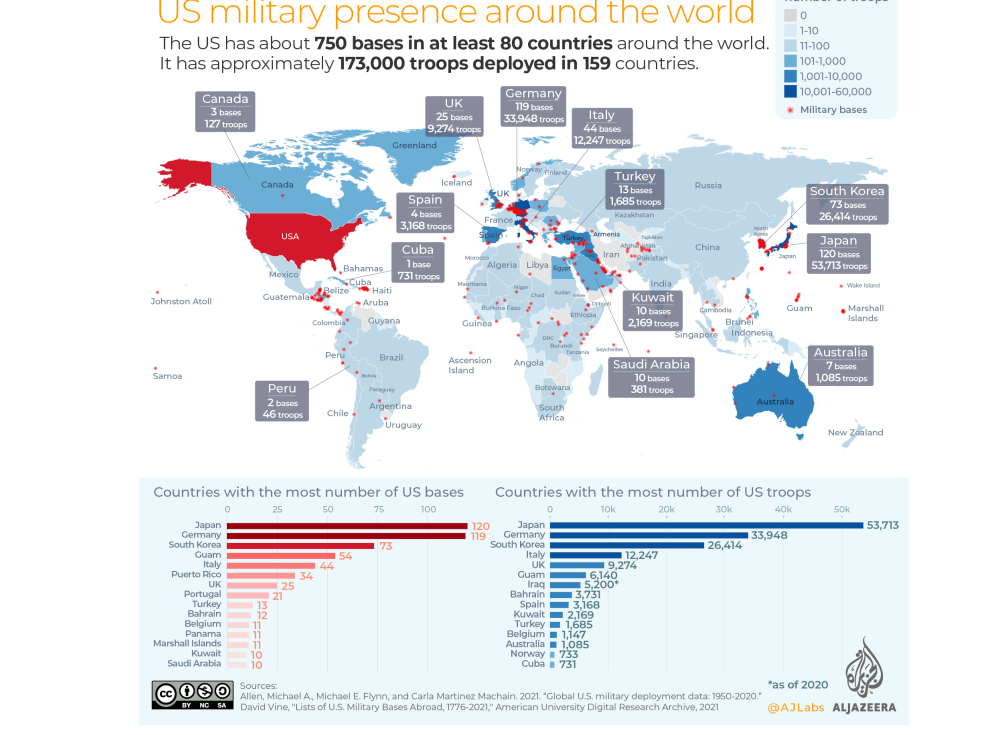 US military presence around the world
The US has about 750 bases in at least 80 countries around the world.
It has approximately 173,000 troops deployed in 159 countries.
Number of troops
0
1-10
11-100
101-1,000
1,001-10,000
10,001-60,000
Military bases
Canada
3 bases
127 troops
UK
25 bases
9,274 troops
Germany
119 bases
33,948 troops
Italy
44 bases
12,247 troops
Turkey
13 bases
1,685 troops
Spain
4 bases
3,168 troops
South Korea
73 bases
26,414 troops
Japan
120 bases
53,713 troops
Cuba
1 base
731 troops
Kuwait
10 bases
2,169 troops
Saudi Arabia
10 bases
381 troops
Australia
7 bases
1,085 troops
Peru
2 bases
46 troops
Greenland
Canada
Iceland
Norway
Finland
Russia
UK
France
Spain
Kazakhstan
USA
Turkey
Armenia
Tajikistan
Afghanistan
North Korea
Japan
China
Iran
Pakistan
Morocco
Algeria
Libya
Egypt
India
Mexico
Bahamas
Cuba
Haiti
Belize
Guatemala
Aruba
Johnston Atoll
Mauritania
Niger
Chad
Sudan
Eritrea
Djibouti
Burkina Faso
Ethiopia
Guinea
Wake Island
Guam
Marshall Islands
Cambodia
Brunei
Singapore
Indonesia
Colombia
Guyana
Peru
Brazil
Bolivia
Paraguay
Samoa
Ascension Island
DRC
Burundi
Tanzania
Seychelles
Angola
Botswana
South Africa
Chile
Argentina
Uruguay
Australia
New Zealand
Countries with the most number of US bases
0 25 50 75 100
Japan 120
Germany 119
South Korea 73
Guam 54
Italy 44
Puerto Rico 34
UK 25
Portugal 21
Turkey 13
Bahrain 12
Belgium 11
Panama 11
Marshall Islands 11
Kuwait 10
Saudi Arabia 10
Countries with the most number of US troops
0 10k 20k 30k 40k 50k
Japan 53,713
Germany 33,948
South Korea 26,414
Italy 12,247
UK 9,274
Guam 6,140
Iraq 5,200*
Bahrain 3,731
Spain 3,168
Kuwait 2,169
Turkey 1,685
Belgium 1,147
Australia 1,085
Norway 733
Cuba 731
*as of 2020
cc BY NC SA
Sources:
Allen, Michael A., Michael E. Flynn, and Carla Martinez Machain. 2021. "Global U.S. military deployment data: 1950-2020."
David Vine, "Lists of U.S. Military Bases Abroad, 1776-2021," American University Digital Research Archive, 2021
@AJLabs ALJAZEERA